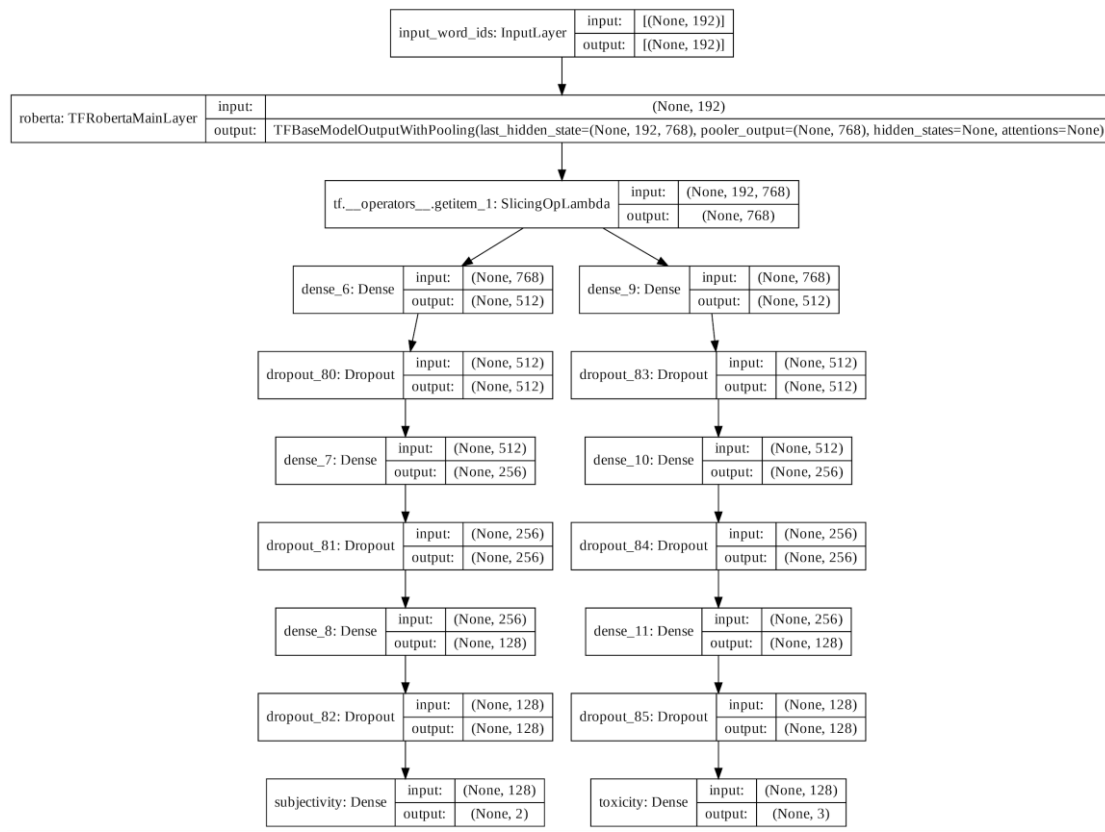 input_word_ids: InputLayer input: [(None, 192)]
output: [(None, 192)]
roberta: TFRobertaMainLayer input: (None, 192)
output: TFBaseModelOutputWithPooling(last_hidden_state=(None, 192, 768), pooler_output=(None, 768), hidden_states=None, attentions=None)
tf.__operators__.getitem_1: SlicingOpLambda input: (None, 192, 768)
output: (None, 768)
dense_6: Dense input: (None, 768)
output: (None, 512)
dense_9: Dense input: (None, 768)
output: (None, 512)
dropout_80: Dropout input: (None, 512)
output: (None, 512)
dropout_83: Dropout input: (None, 512)
output: (None, 512)
dense_7: Dense input: (None, 512)
output: (None, 256)
dense_10: Dense input: (None, 512)
output: (None, 256)
dropout_81: Dropout input: (None, 256)
output: (None, 256)
dropout_84: Dropout input: (None, 256)
output: (None, 256)
dense_8: Dense input: (None, 256)
output: (None, 128)
dense_11: Dense input: (None, 256)
output: (None, 128)
dropout_82: Dropout input: (None, 128)
output: (None, 128)
dropout_85: Dropout input: (None, 128)
output: (None, 128)
subjectivity: Dense input: (None, 128)
output: (None, 2)
toxicity: Dense input: (None, 128)
output: (None, 3)